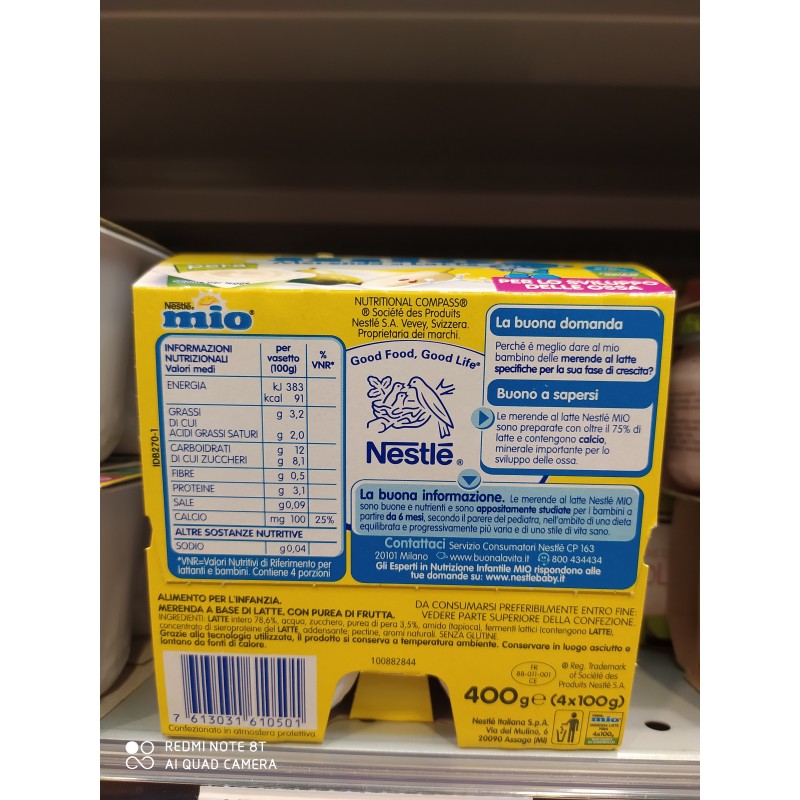 pera
PER LO SVILUPPO
DELLE OSSA
Nestlé
mio
NUTRITIONAL COMPASS®
® Société des Produits
Nestlé S.A. Vevey, Svizzera.
Proprietaria dei marchi.
INFORMAZIONI
NUTRIZIONALI
Valori medi
per
vasetto
(100g)
%
VNR*
ENERGIA kJ 383
kcal 91
GRASSI g 3,2
DI CUI
ACIDI GRASSI SATURI g 2,0
CARBOIDRATI g 12
DI CUI ZUCCHERI g 8,1
FIBRE g 0,5
PROTEINE g 3,1
SALE g 0,09
CALCIO mg 100 25%
ALTRE SOSTANZE NUTRITIVE
SODIO g 0,04
*VNR=Valori Nutritivi di Riferimento per
lattanti e bambini. Contiene 4 porzioni
IDB270-1
Good Food, Good Life®
Nestlé®
La buona domanda
Perché è meglio dare al mio
bambino delle merende al latte
specifiche per la sua fase di crescita?
Buono a sapersi
Le merende al latte Nestlé MIO
sono preparate con oltre il 75% di
latte e contengono calcio,
minerale importante per lo
sviluppo delle ossa.
La buona informazione. Le merende al latte Nestlé MIO
sono buone e nutrienti e sono appositamente studiate per i bambini a
partire da 6 mesi, secondo il parere del pediatra, nell'ambito di una dieta
equilibrata e progressivamente più varia e di uno stile di vita sano.
Contattaci Servizio Consumatori Nestlé CP 163
20101 Milano www.buonalavita.it 800 434434
Gli Esperti in Nutrizione Infantile MIO rispondono alle
tue domande su: www.nestlebaby.it
ALIMENTO PER L'INFANZIA.
MERENDA A BASE DI LATTE, CON PUREA DI FRUTTA.
INGREDIENTI: LATTE intero 78,6%, acqua, zucchero, purea di pera 3,5%, amido (tapioca), fermenti lattici (contengono LATTE),
concentrato di sieroproteine del LATTE, addensante: pectine, aromi naturali. SENZA GLUTINE
Grazie alla tecnologia utilizzata, il prodotto si conserva a temperatura ambiente. Conservare in luogo asciutto e
lontano da fonti di calore.
DA CONSUMARSI PREFERIBILMENTE ENTRO FINE:
VEDERE PARTE SUPERIORE DELLA CONFEZIONE.
7 613031 610501
Confezionato in atmosfera protettiva.
100882844
FR
88-011-001
CE
® Reg. Trademark
of Société des
Produits Nestlé S.A.
400g e (4x100g)
Nestlé Italiana S.p.A.
Via del Mulino, 6
20090 Assago (MI)
mio
4x100g
REDMI NOTE 8T
AI QUAD CAMERA